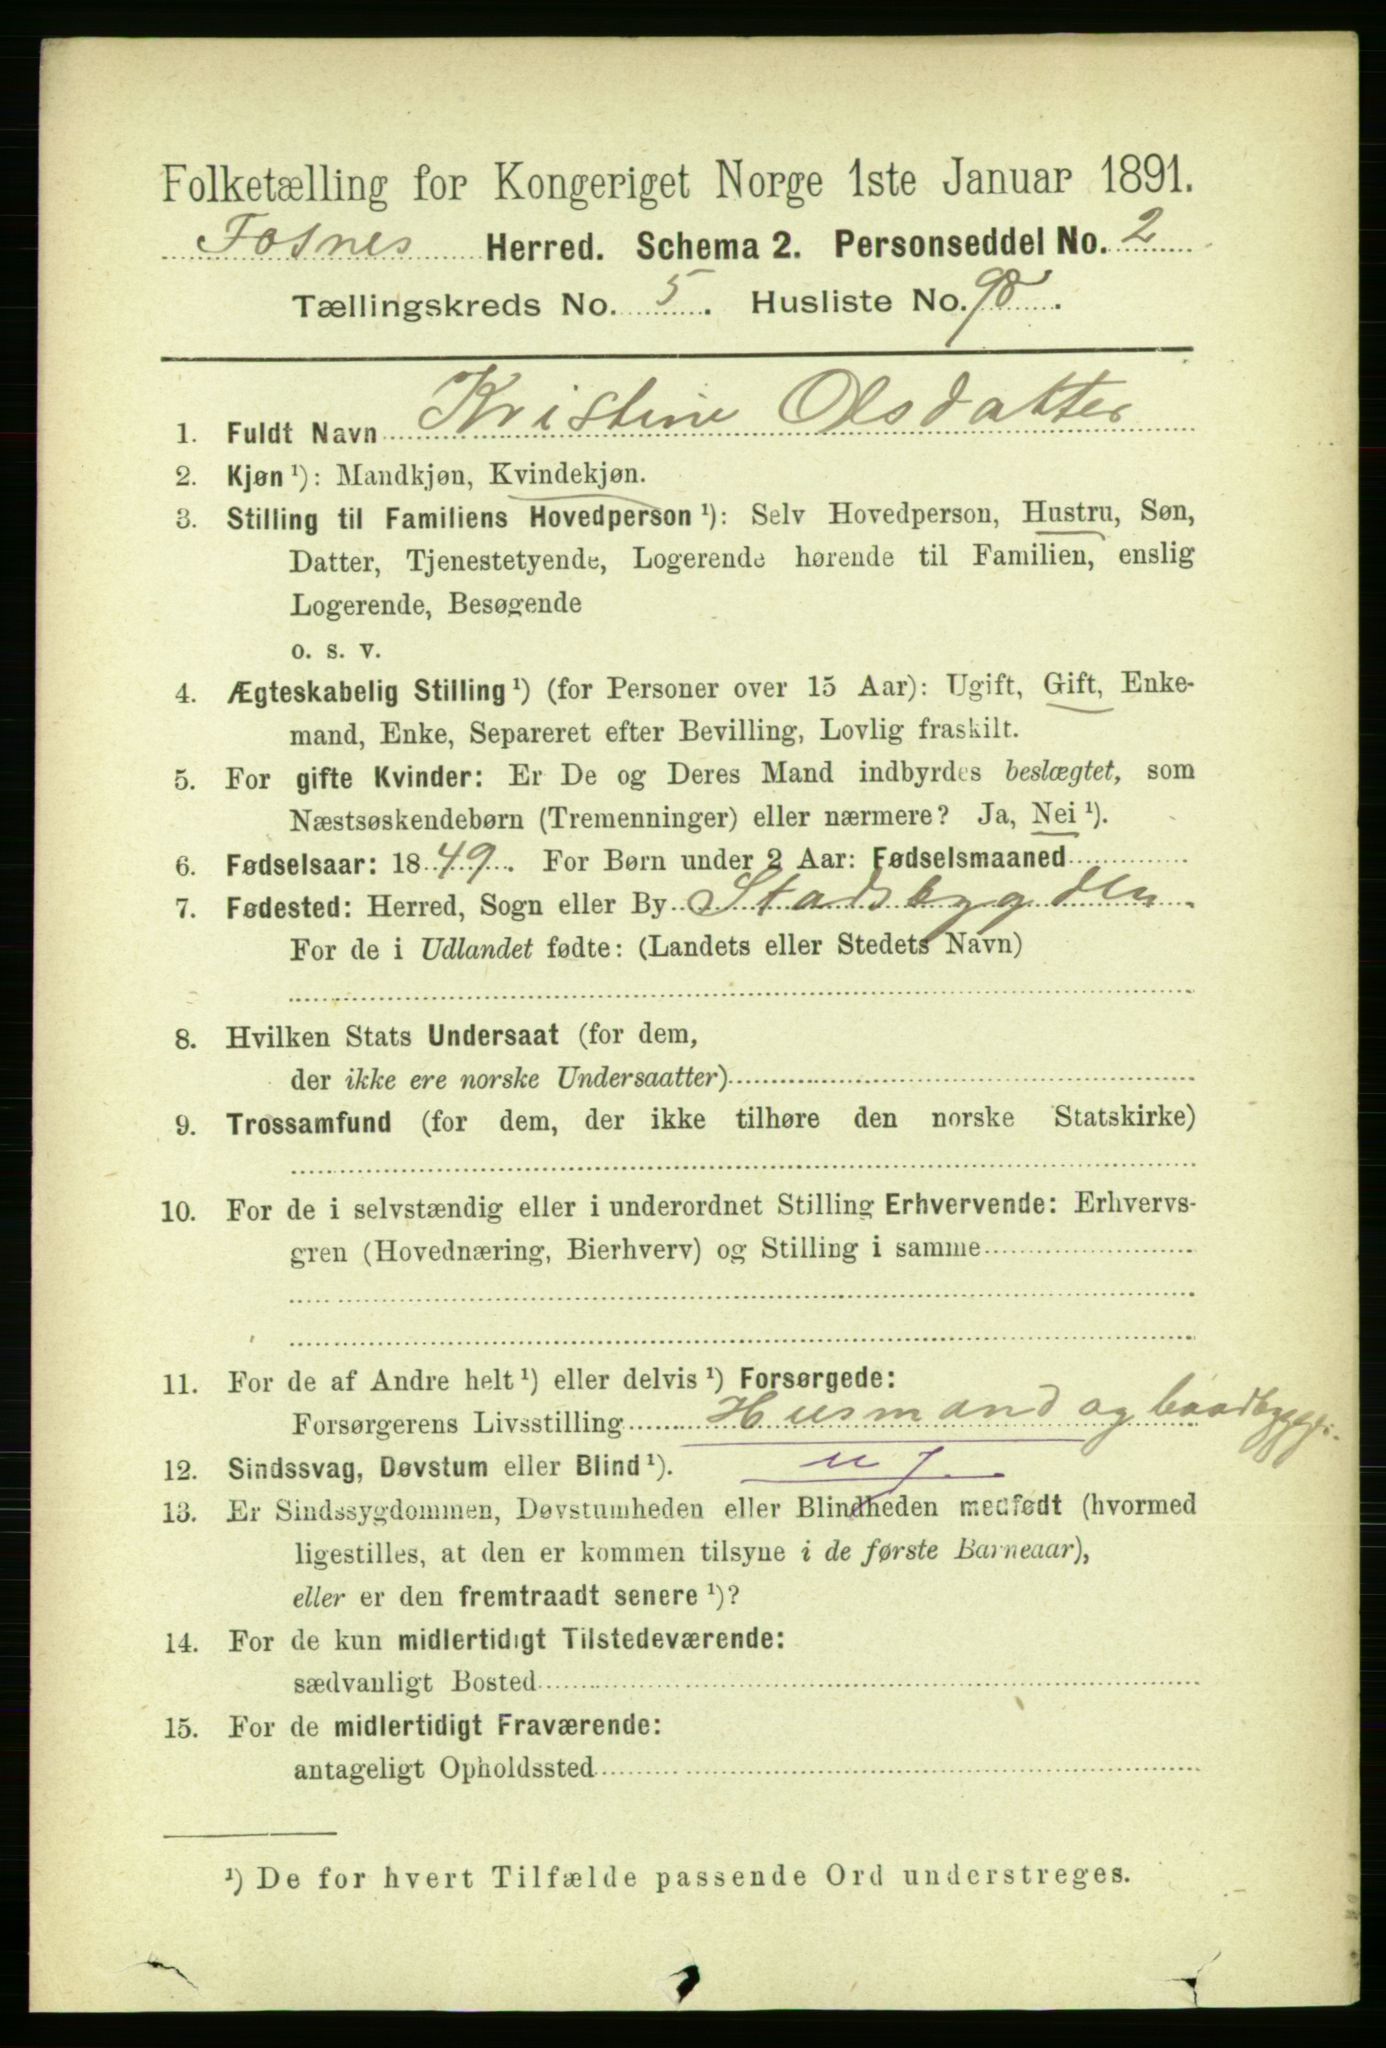 Folketælling for Kongeriget Norge 1ste Januar 1891.
Fosnes Herred. Schema 2. Personseddel No. 2
Tællingskreds No. 5. Husliste No. 98.
1. Fuldt Navn Kristine Olsdatter
2. Kjøn ¹): Mandkjøn, Kvindekjøn.
3. Stilling til Familiens Hovedperson ¹): Selv Hovedperson, Hustru, Søn,
Datter, Tjenestetyende, Logerende hørende til Familien, enslig
Logerende, Besøgende
o. s. v.
4. Ægteskabelig Stilling ¹) (for Personer over 15 Aar): Ugift, Gift, Enke-
mand, Enke, Separeret efter Bevilling, Lovlig fraskilt.
5. For gifte Kvinder: Er De og Deres Mand indbyrdes beslægtet, som
Næstsøskendebørn (Tremenninger) eller nærmere? Ja, Nei ¹).
6. Fødselsaar: 1849. For Børn under 2 Aar: Fødselsmaaned
7. Fødested: Herred, Sogn eller By Stadsbygden
For de i Udlandet fødte: (Landets eller Stedets Navn)
8. Hvilken Stats Undersaat (for dem,
der ikke ere norske Undersaatter)
9. Trossamfund (for dem, der ikke tilhøre den norske Statskirke)
10. For de i selvstændig eller i underordnet Stilling Erhvervende: Erhvervs-
gren (Hovednæring, Bierhverv) og Stilling i samme
11. For de af Andre helt ¹) eller delvis ¹) Forsørgede:
Forsørgerens Livsstilling Husmand og baadbygger.
12. Sindssvag, Døvstum eller Blind ¹).
13. Er Sindssygdommen, Døvstumheden eller Blindheden medfødt (hvormed
ligestilles, at den er kommen tilsyne i de første Barneaar),
eller er den fremtraadt senere ¹)?
14. For de kun midlertidigt Tilstedeværende:
sædvanligt Bosted
15. For de midlertidigt Fraværende:
antageligt Opholdssted
¹) De for hvert Tilfælde passende Ord understreges.